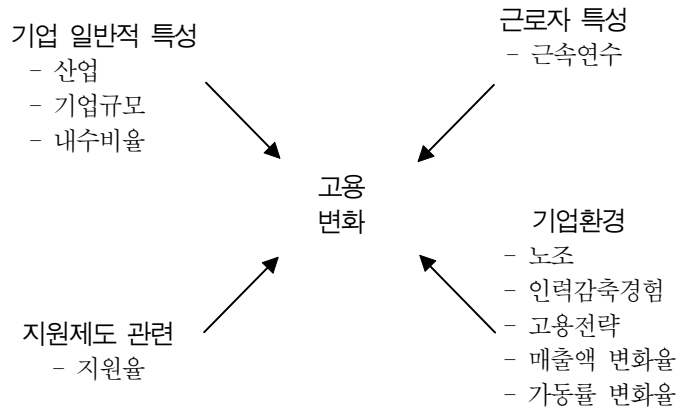 기업 일반적 특성
- 산업
- 기업규모
- 내수비율
근로자 특성
- 근속연수
고용
변화
지원제도 관련
- 지원율
기업환경
- 노조
- 인력감축경험
- 고용전략
- 매출액 변화율
- 가동률 변화율